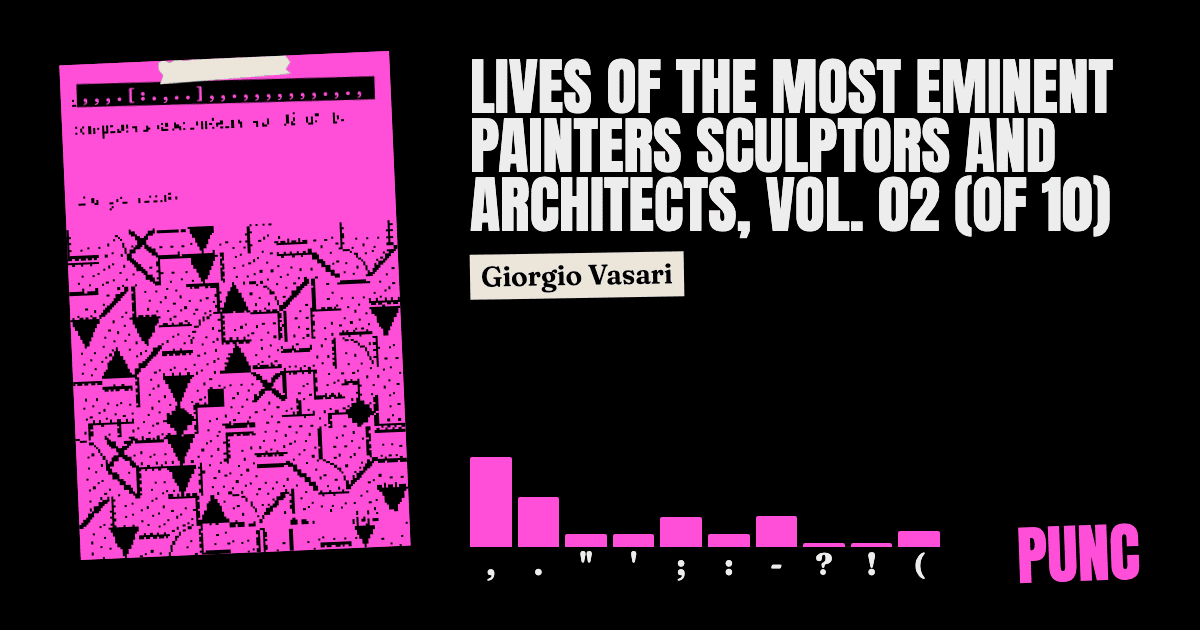 ,,,.[:.,..],,.,,,,,,,,.,.,
LIVES OF THE MOST EMINENT
PAINTERS SCULPTORS AND
ARCHITECTS, VOL. 02 (OF 10)
Giorgio Vasari
, . " ' ; : - ? ! (
PUNC